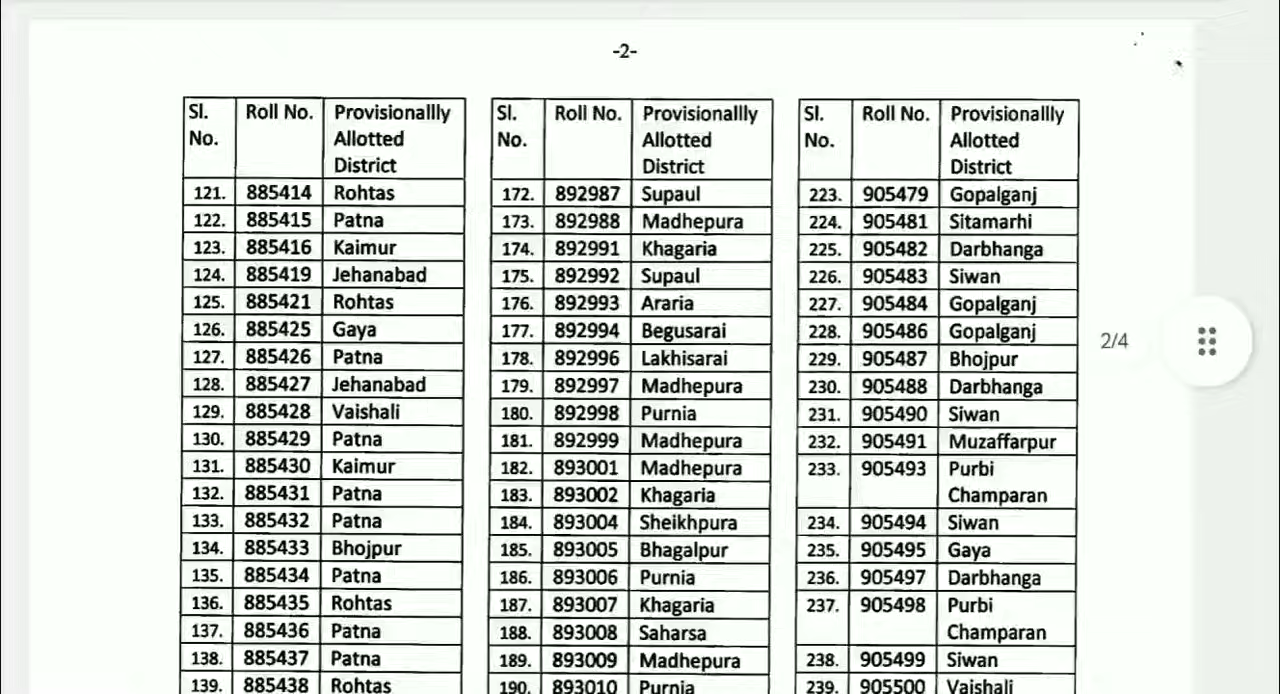 -2-
Sl. No. Roll No. Provisionallly Allotted District
121. 885414 Rohtas
122. 885415 Patna
123. 885416 Kaimur
124. 885419 Jehanabad
125. 885421 Rohtas
126. 885425 Gaya
127. 885426 Patna
128. 885427 Jehanabad
129. 885428 Vaishali
130. 885429 Patna
131. 885430 Kaimur
132. 885431 Patna
133. 885432 Patna
134. 885433 Bhojpur
135. 885434 Patna
136. 885435 Rohtas
137. 885436 Patna
138. 885437 Patna
139. 885438 Rohtas
Sl. No. Roll No. Provisionallly Allotted District
172. 892987 Supaul
173. 892988 Madhepura
174. 892991 Khagaria
175. 892992 Supaul
176. 892993 Araria
177. 892994 Begusarai
178. 892996 Lakhisarai
179. 892997 Madhepura
180. 892998 Purnia
181. 892999 Madhepura
182. 893001 Madhepura
183. 893002 Khagaria
184. 893004 Sheikhpura
185. 893005 Bhagalpur
186. 893006 Purnia
187. 893007 Khagaria
188. 893008 Saharsa
189. 893009 Madhepura
190. 893010 Purnia
Sl. No. Roll No. Provisionallly Allotted District
223. 905479 Gopalganj
224. 905481 Sitamarhi
225. 905482 Darbhanga
226. 905483 Siwan
227. 905484 Gopalganj
228. 905486 Gopalganj
229. 905487 Bhojpur
230. 905488 Darbhanga
231. 905490 Siwan
232. 905491 Muzaffarpur
233. 905493 Purbi Champaran
234. 905494 Siwan
235. 905495 Gaya
236. 905497 Darbhanga
237. 905498 Purbi Champaran
238. 905499 Siwan
239. 905500 Vaishali
2/4